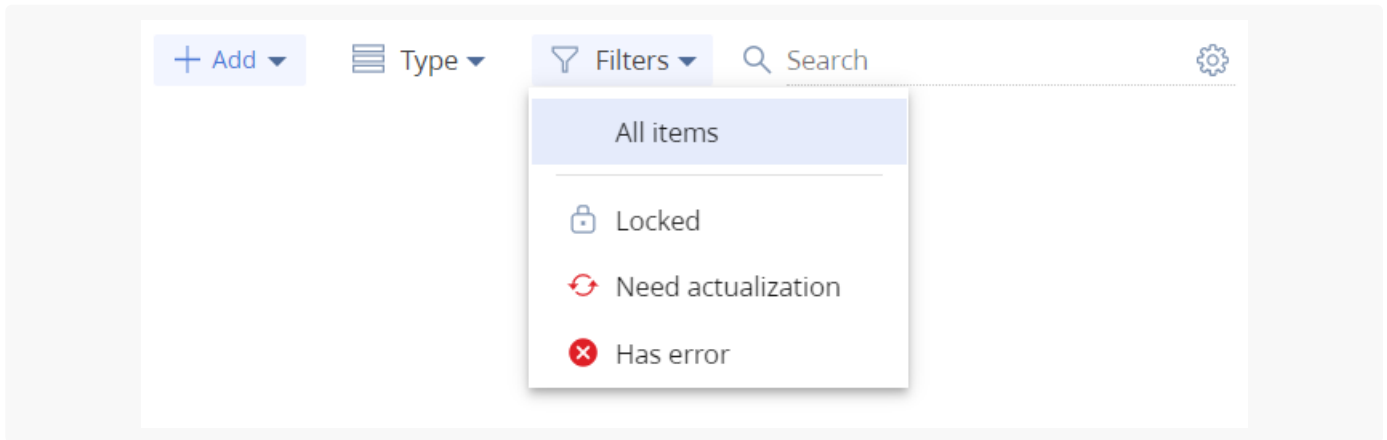 Add Type Filters Search
All items
Locked
Need actualization
Has error